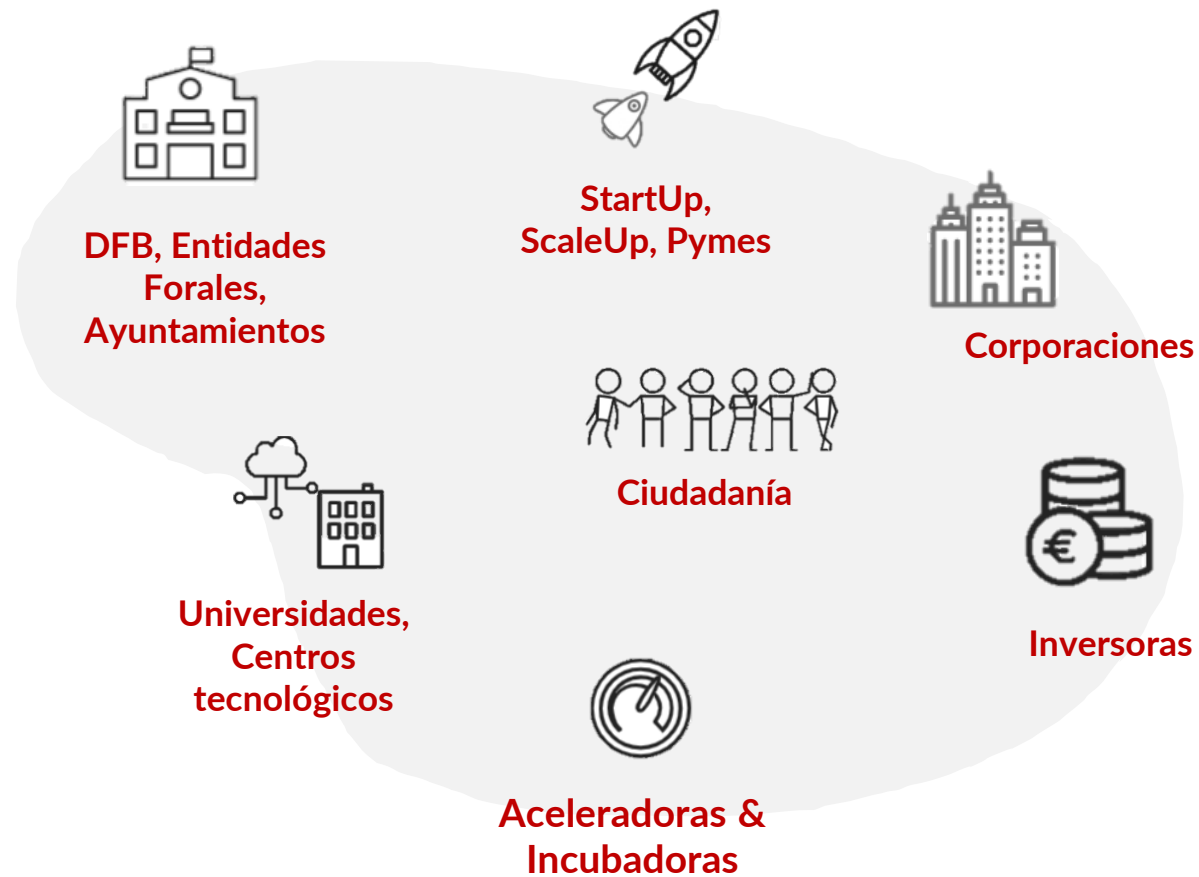 DFB, Entidades
Forales,
Ayuntamientos
StartUp,
ScaleUp, Pymes
Corporaciones
Ciudadanía
Universidades,
Centros
tecnológicos
€
Inversoras
Aceleradoras &
Incubadoras